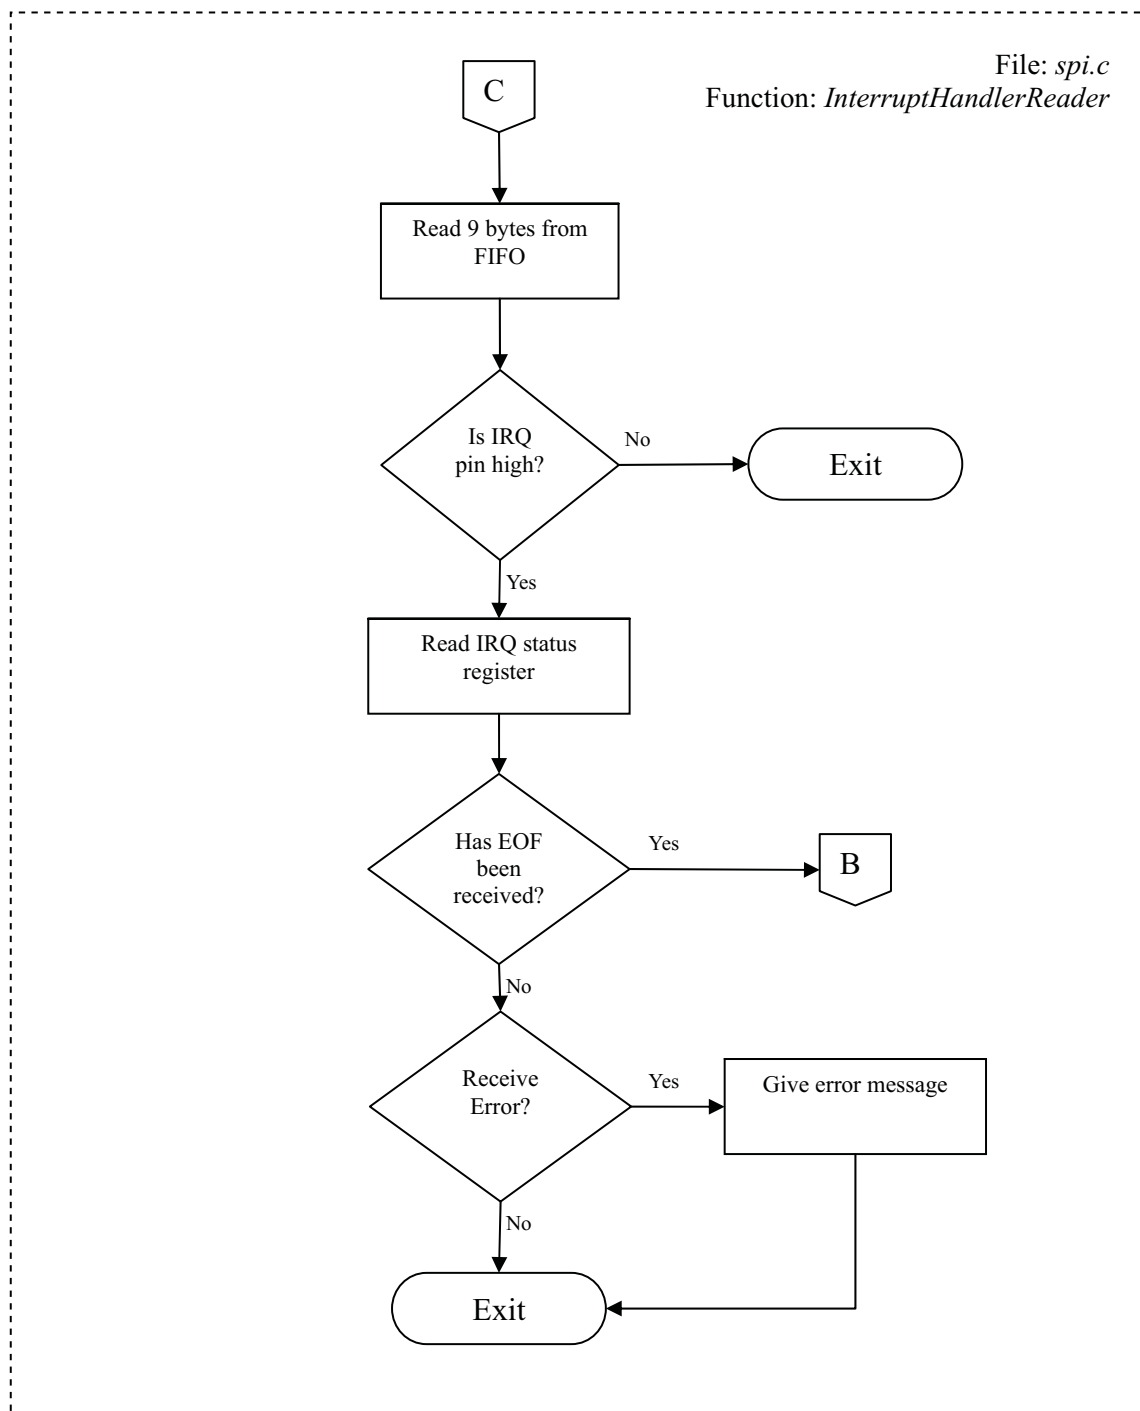 File: spi.c
Function: InterruptHandlerReader
C
Read 9 bytes from
FIFO
Is IRQ
pin high?
No
Exit
Yes
Read IRQ status
register
Has EOF
been
received?
Yes
B
No
Receive
Error?
Yes
Give error message
No
Exit